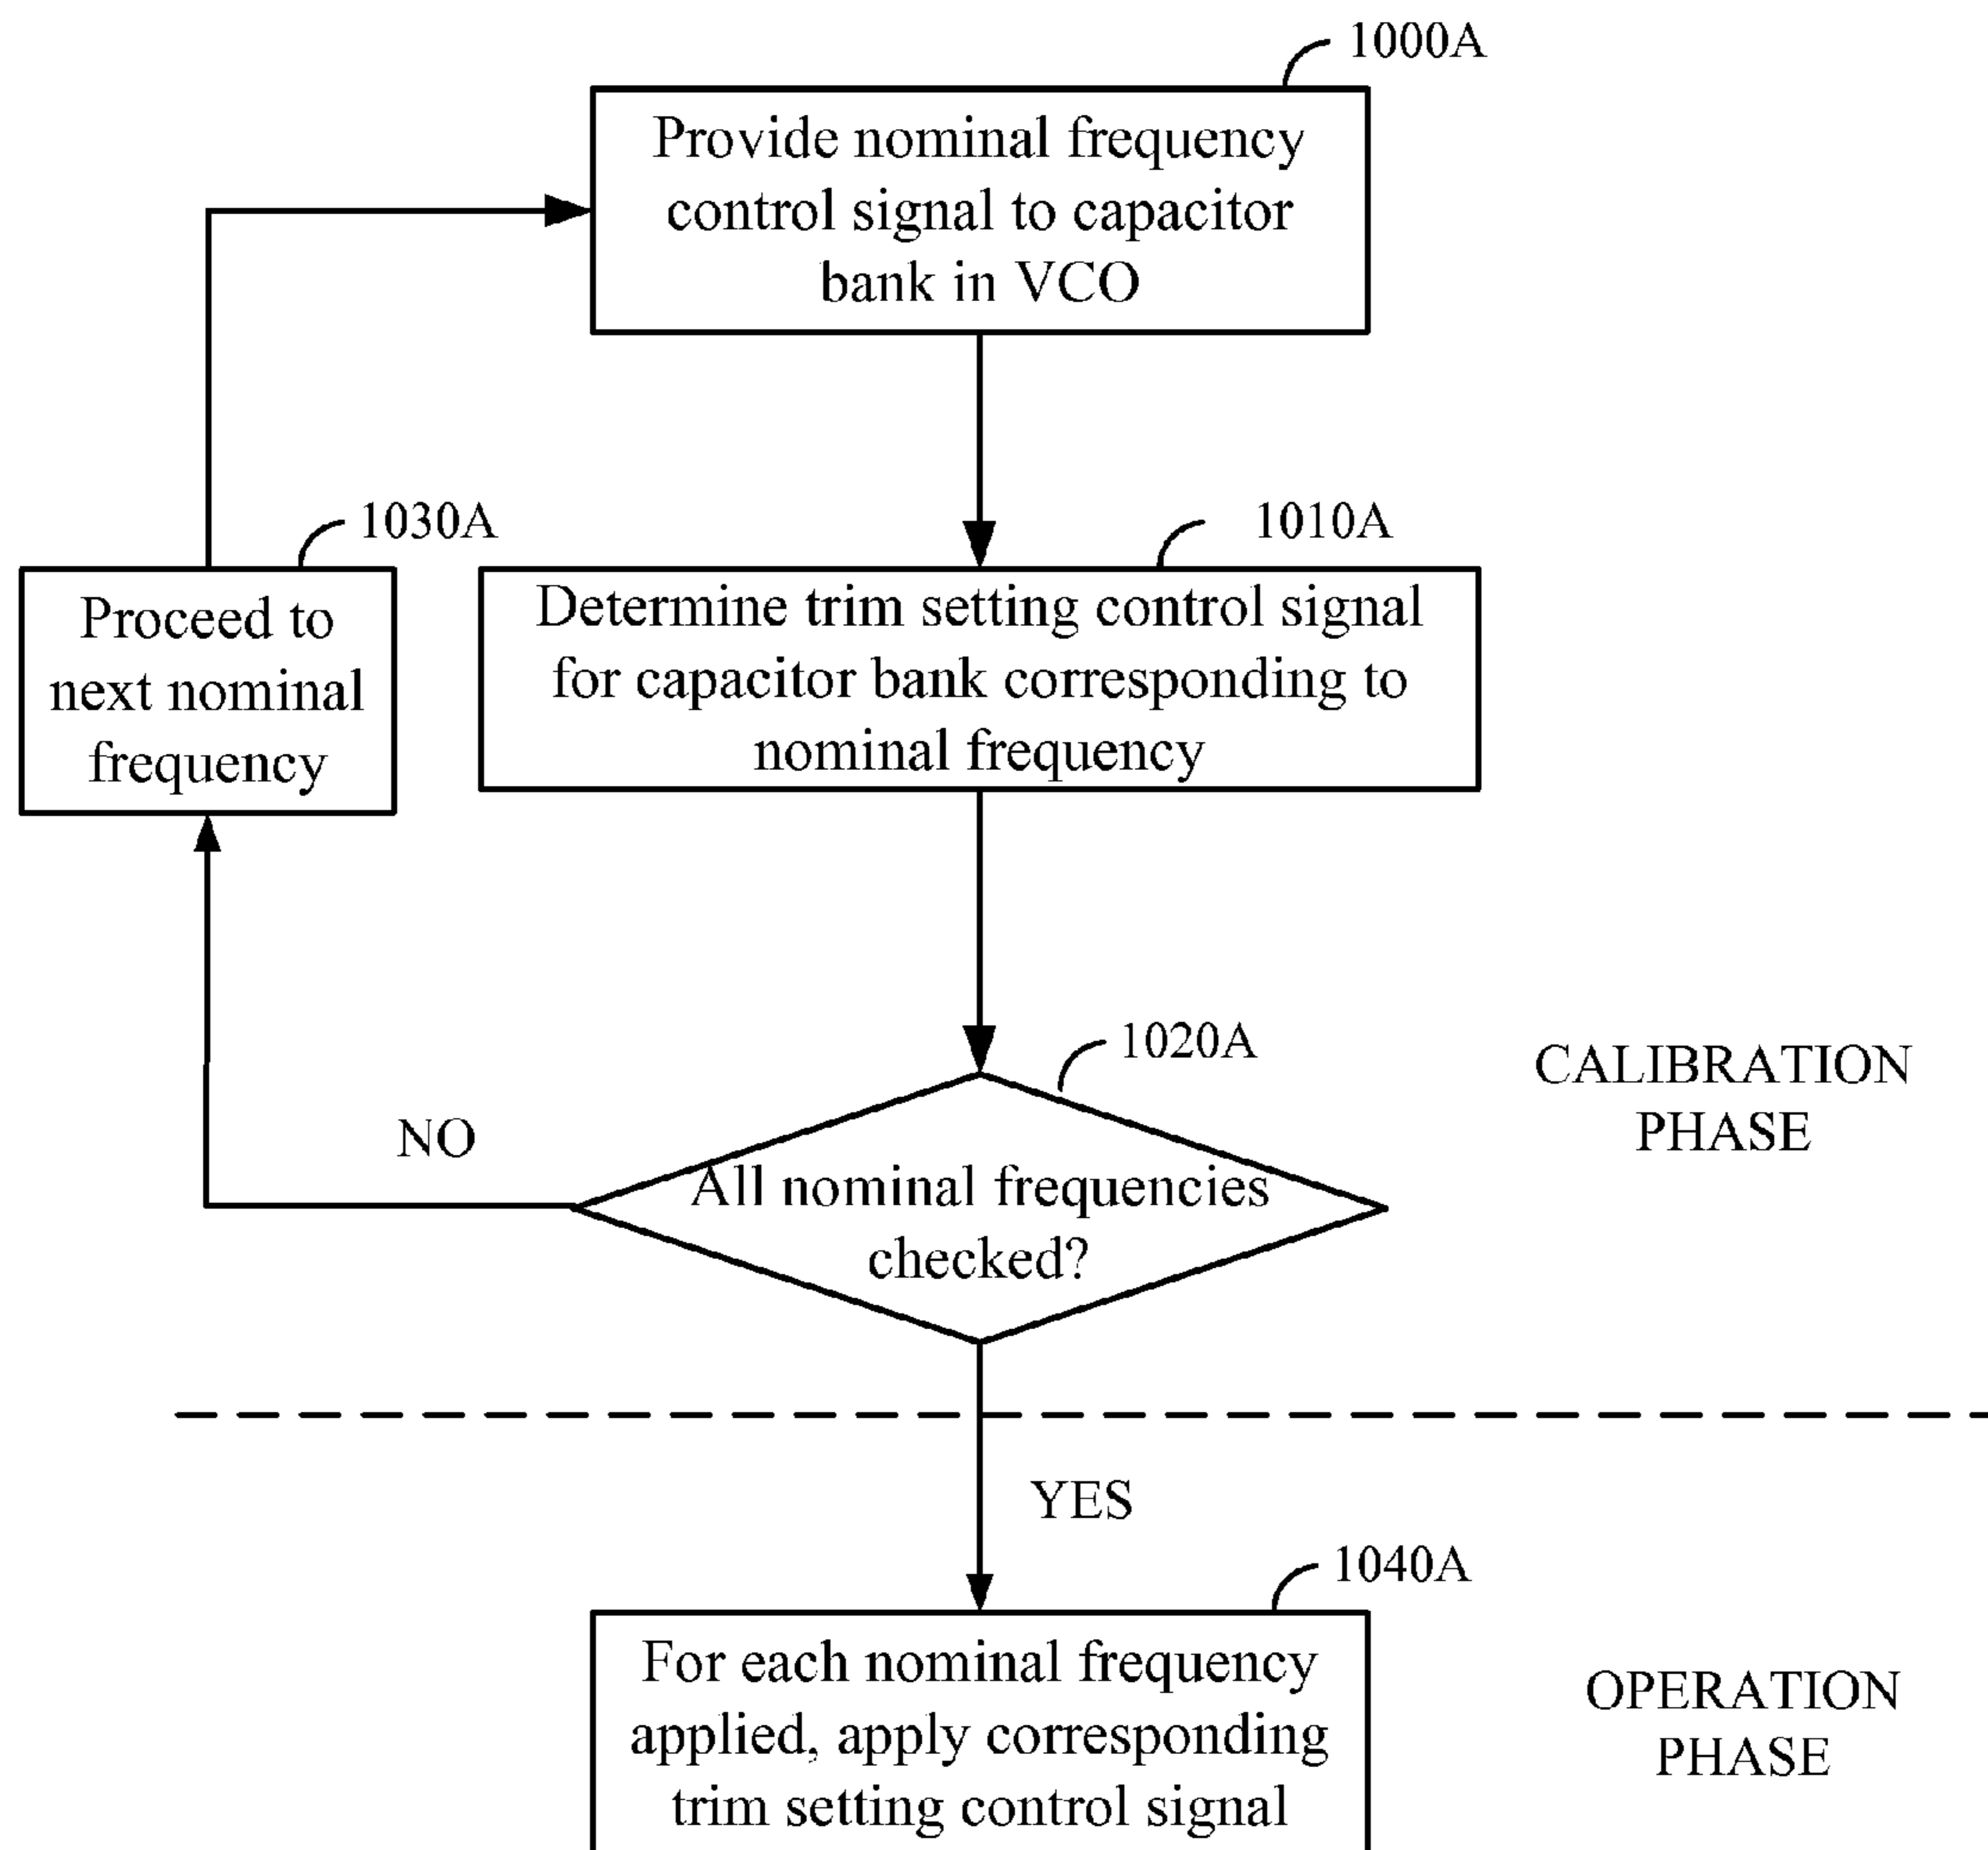 1000A
Provide nominal frequency
control signal to capacitor
bank in VCO
1030A
Proceed to
next nominal
frequency
1010A
Determine trim setting control signal
for capacitor bank corresponding to
nominal frequency
1020A
All nominal frequencies
checked?
NO
CALIBRATION
PHASE
YES
1040A
For each nominal frequency
applied, apply corresponding
trim setting control signal
OPERATION
PHASE